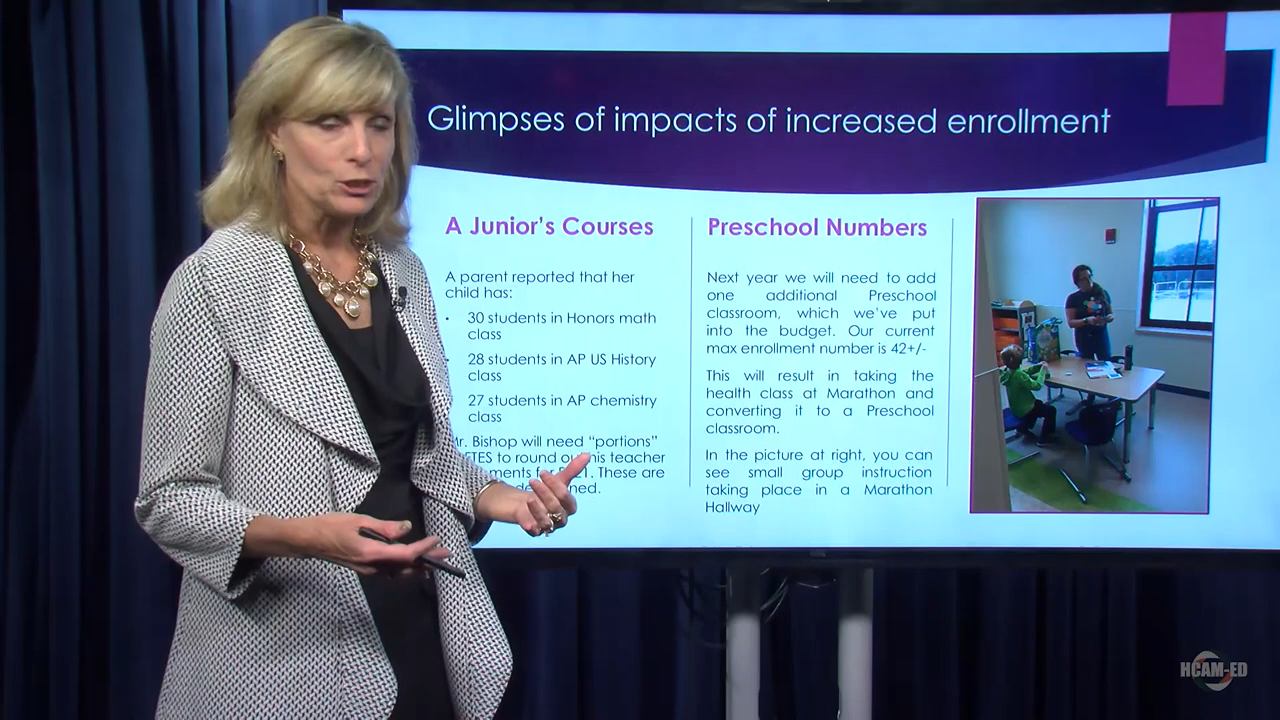 Glimpses of impacts of increased enrollment
A Junior's Courses
A parent reported that her
child has:
• 30 students in Honors math
class
• 28 students in AP US History
class
27 students in AP chemistry
class
Mr. Bishop will need “portions”
FTES to round out his teacher
These are
Preschool Numbers
Next year we will need to add
one additional Preschool
classroom, which we've put
into the budget. Our current
max enrollment number is 42+/-
This will result in taking the
health class at Marathon and
converting it to a Preschool
classroom.
In the picture at right, you can
see small group instruction
taking place in a Marathon
Hallway
HCAM-ED